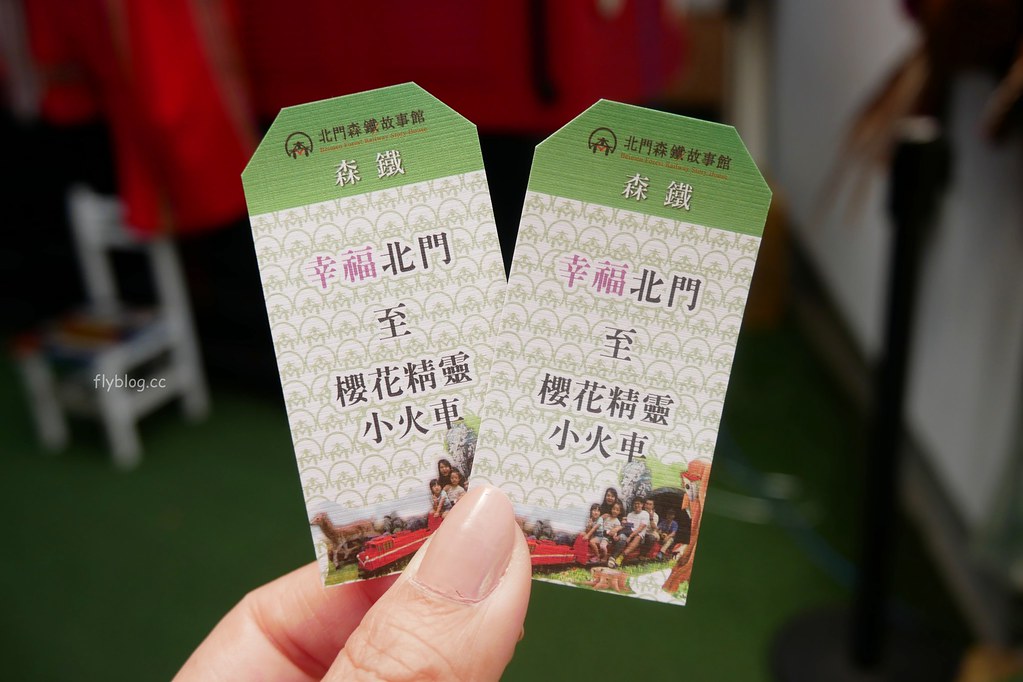 北門森鐵故事館
森鐵
幸福北門
至
櫻花精靈
小火車
北門森鐵故事館
森鐵
幸福北門
至
櫻花精靈
小火車
flyblog.cc